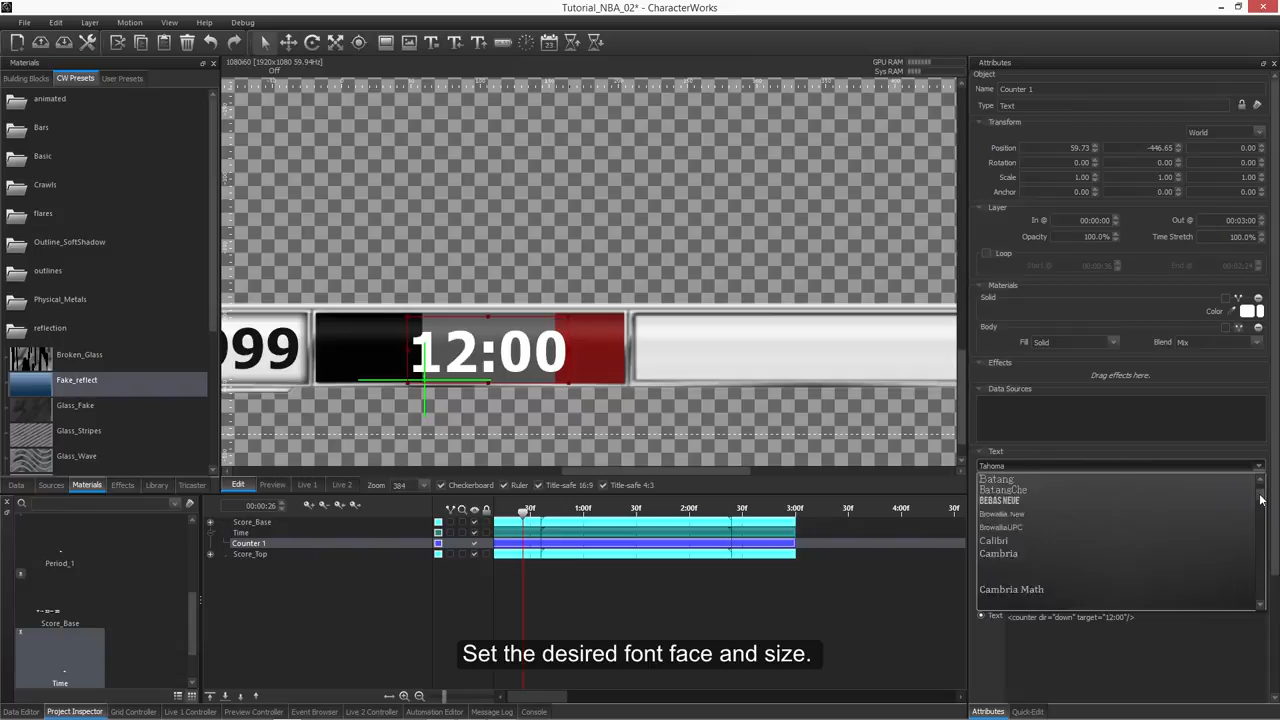 Tutorial_NBA_02* - CharacterWorks
File Edit Layer Motion View Help Debug
Materials
Building Blocks CW Presets User Presets
animated
Bars
Basic
Crawls
flares
Outline_SoftShadow
outlines
Physical_Metals
reflection
Broken_Glass
Fake_reflect
Glass_Fake
Glass_Stripes
Glass_Wave
Data Sources Materials Effects Library Tricaster
1080i60 [1920x1080 59.94Hz]
Off
GPU RAM
Sys RAM
99
12:00
Edit Preview Live 1 Live 2 Zoom 384 Checkerboard Ruler Title-safe 16:9 Title-safe 4:3
Attributes
Object
Name Counter 1
Type Text
Transform
World
Position 59.73 -446.65 0.00
Rotation 0.00 0.00 0.00
Scale 1.00 1.00 1.00
Anchor 0.00 0.00 0.00
Layer
In @ 00:00:00 Out @ 00:03:00
Opacity 100.0% Time Stretch 100.0%
Loop
Start @ 00:00:36 End @ 00:02:24
Materials
Solid
Color
Body
Fill Solid Blend Mix
Effects
Drag effects here.
Data Sources
Text
Tahoma
Batang
BatangChe
BEBAS NEUE
Browallia New
BrowalliaUPC
Calibri
Cambria
Cambria Math
Text <counter dir="down" target="12:00"/>
Period_1
Score_Base
Time
00:00:26
30f 1:00f 30f 2:00f 30f 3:00f 30f 4:00f 30f
Score_Base
Time
Counter 1
Score_Top
Set the desired font face and size.
Data Editor Project Inspector Grid Controller Live 1 Controller Preview Controller Event Browser Live 2 Controller Automation Editor Message Log Console
Attributes Quick-Edit